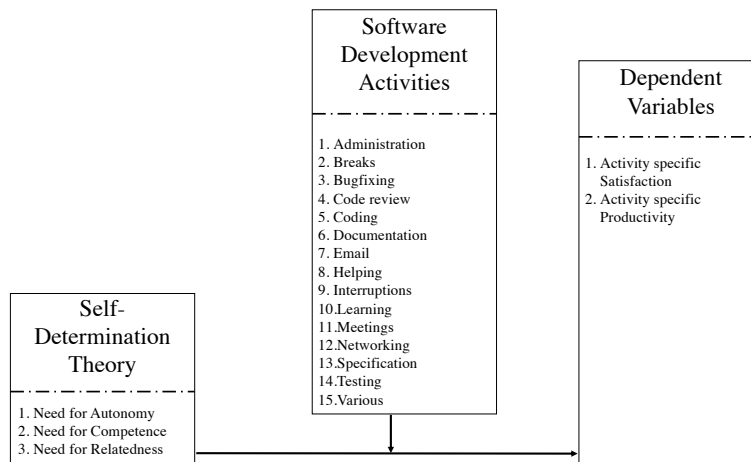 Software
Development
Activities
1. Administration
2. Breaks
3. Bugfixing
4. Code review
5. Coding
6. Documentation
7. Email
8. Helping
9. Interruptions
10.Learning
11.Meetings
12.Networking
13.Specification
14.Testing
15.Various
Dependent
Variables
1. Activity specific
Satisfaction
2. Activity specific
Productivity
Self-
Determination
Theory
1. Need for Autonomy
2. Need for Competence
3. Need for Relatedness